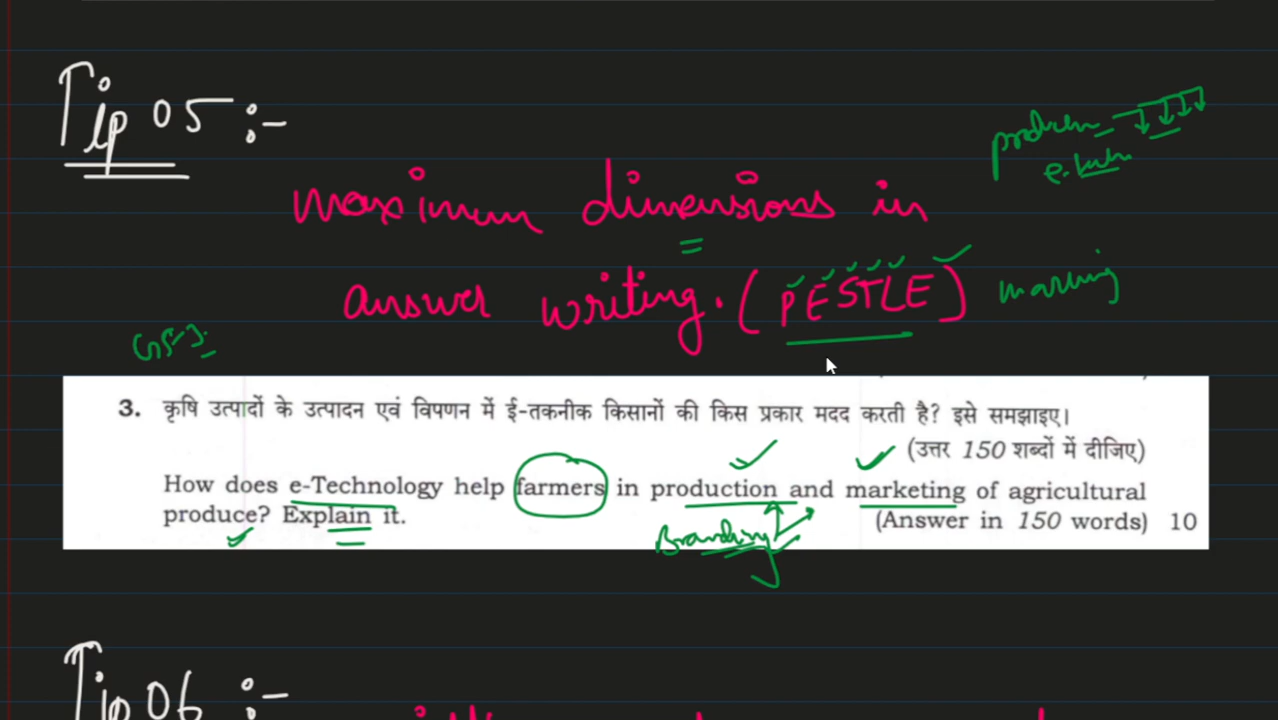 Tip 05 :-
production
maximum dimensions in
answer writing. (PESTLE) marking
GS-3.
3. कृषि उत्पादों के उत्पादन एवं विपणन में ई-तकनीक किसानों की किस प्रकार मदद करती है? इसे समझाइए।
(उत्तर 150 शब्दों में दीजिए)
How does e-Technology help farmers in production and marketing of agricultural
produce? Explain it. (Answer in 150 words) 10
Branding
Tip 06 :-